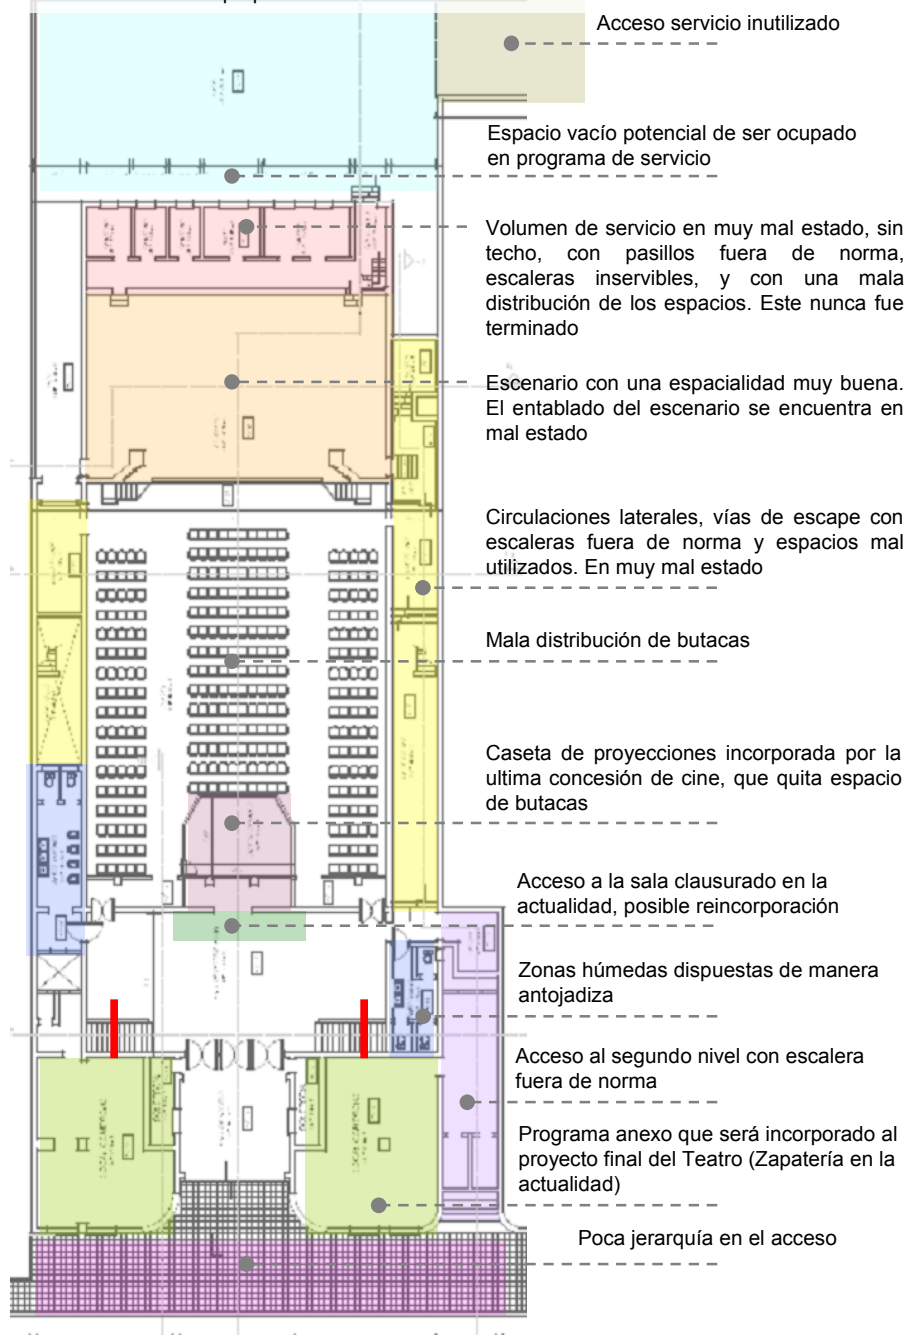 Acceso servicio inutilizado
Espacio vacío potencial de ser ocupado
en programa de servicio
Volumen de servicio en muy mal estado, sin
techo, con pasillos fuera de norma,
escaleras inservibles, y con una mala
distribución de los espacios. Este nunca fue
terminado
Escenario con una espacialidad muy buena.
El entablado del escenario se encuentra en
mal estado
Circulaciones laterales, vías de escape con
escaleras fuera de norma y espacios mal
utilizados. En muy mal estado
Mala distribución de butacas
Caseta de proyecciones incorporada por la
ultima concesión de cine, que quita espacio
de butacas
Acceso a la sala clausurado en la
actualidad, posible reincorporación
Zonas húmedas dispuestas de manera
antojadiza
Acceso al segundo nivel con escalera
fuera de norma
Programa anexo que será incorporado al
proyecto final del Teatro (Zapatería en la
actualidad)
Poca jerarquía en el acceso
LOCAL COMERCIAL
LOCAL COMERCIAL